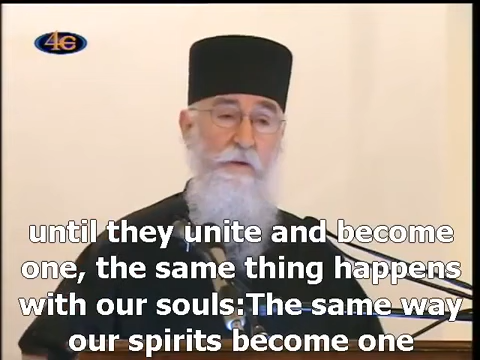 4E
until they unite and become
one, the same thing happens
with our souls:The same way
our spirits become one